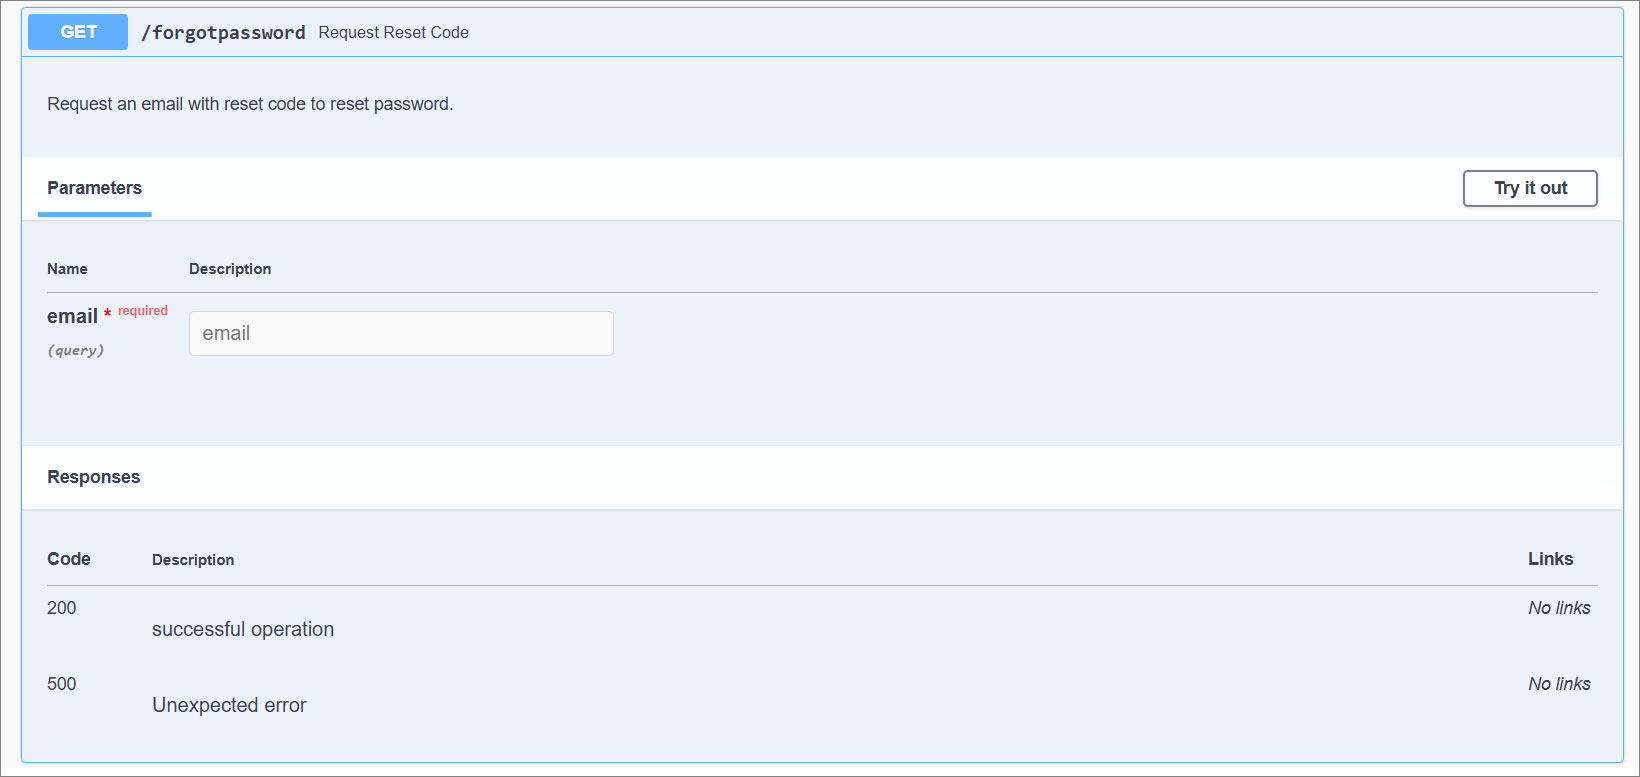 GET /forgotpassword Request Reset Code
Request an email with reset code to reset password.
Parameters Try it out
Name Description
email * required
email
(query)
Responses
Code Description Links
200 No links
successful operation
500 No links
Unexpected error